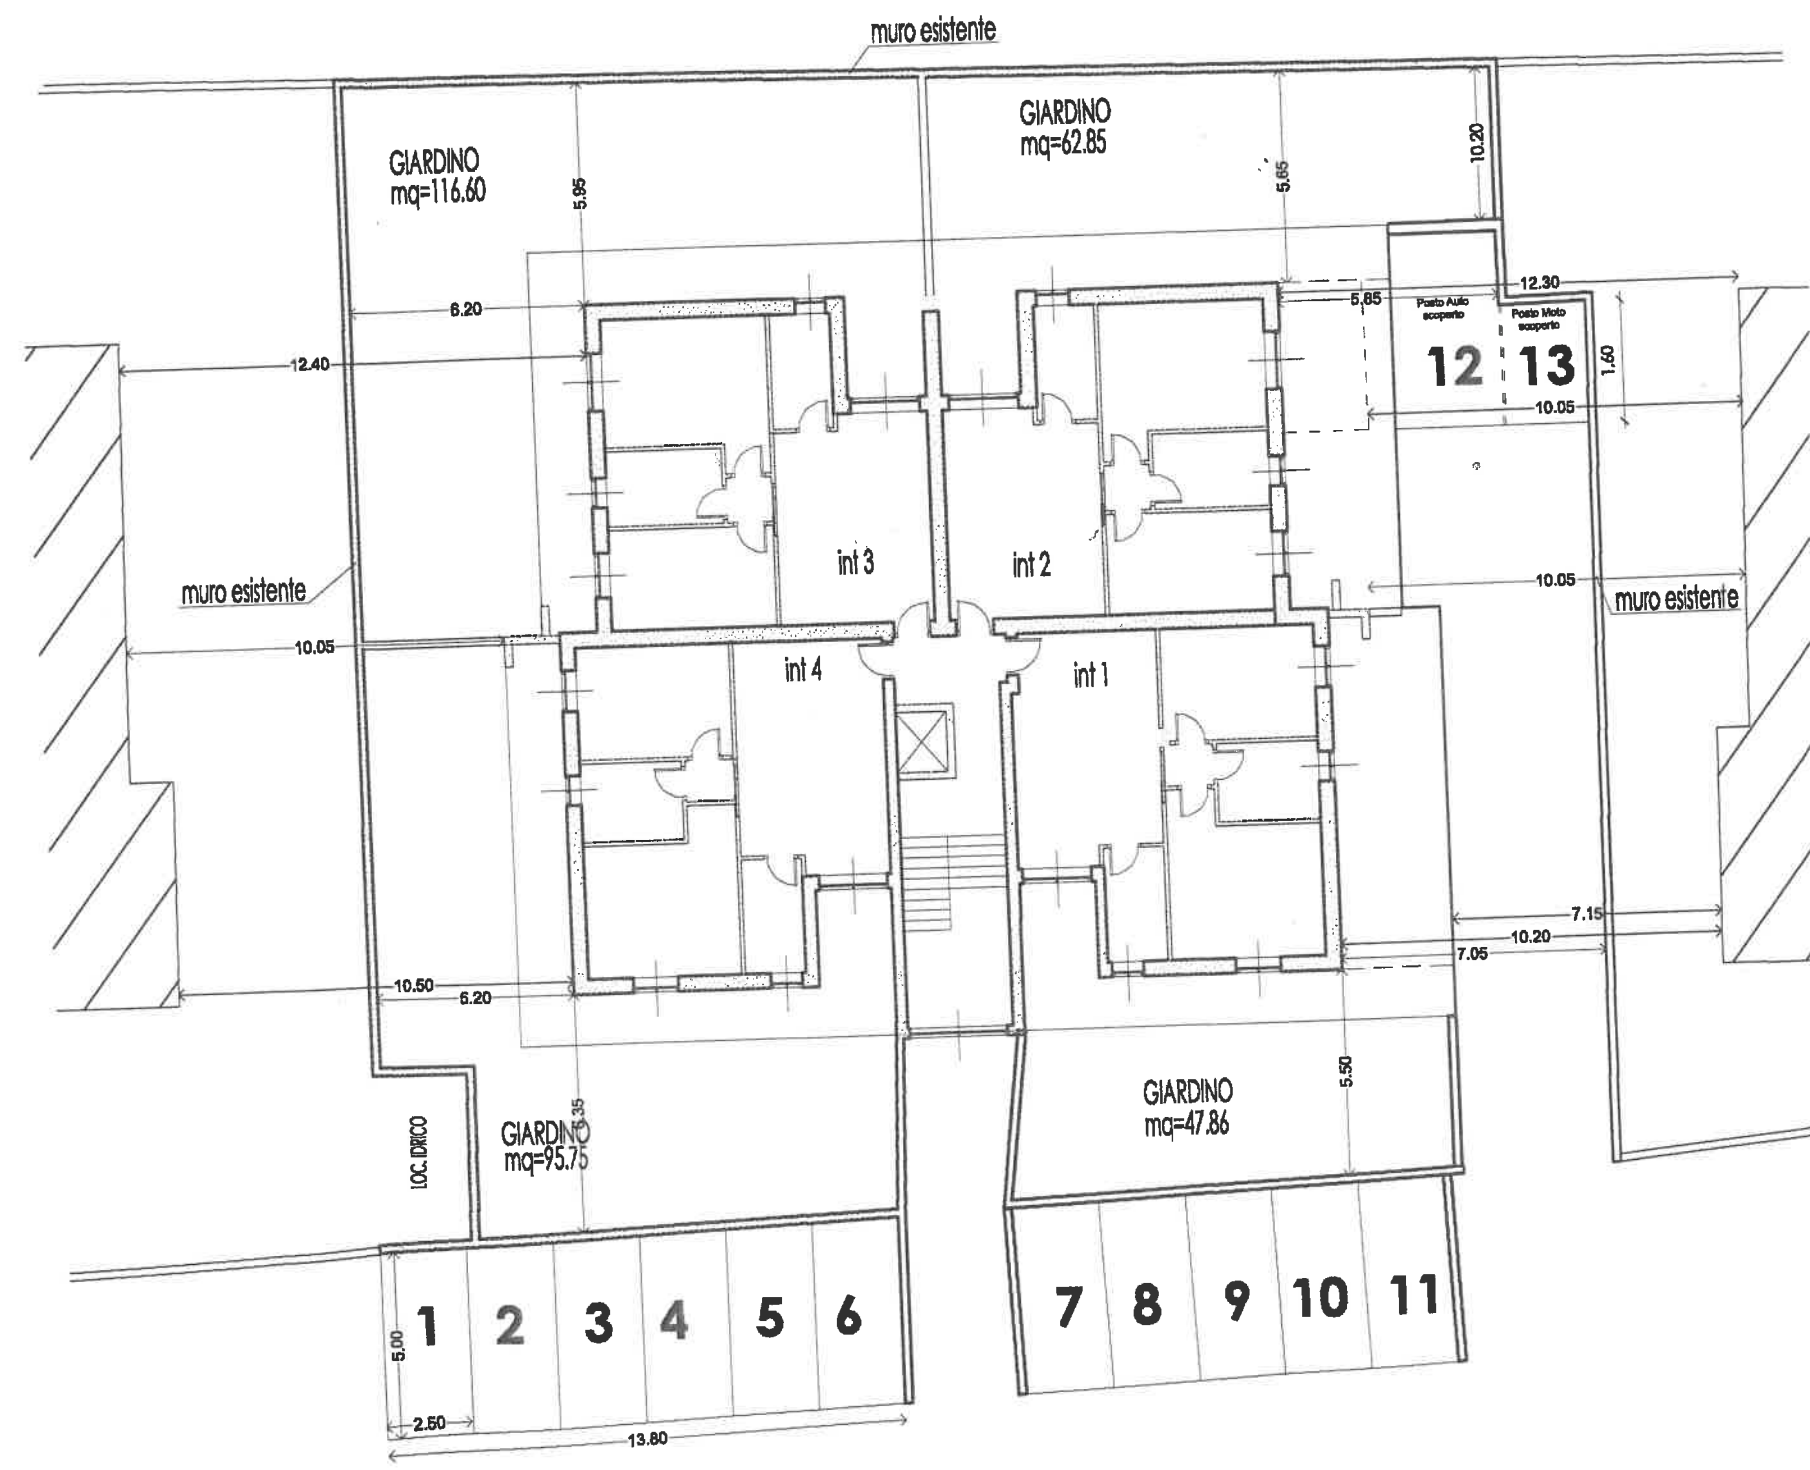 muro esistente
GIARDINO
mq=62.85
GIARDINO
mq=116.60
10.20
5.95
5.65
12.30
5.85
Posto Auto
scoperto
Posto Moto
scoperto
6.20
12.40
12
13
1.60
10.05
int 3
int 2
10.05
muro esistente
muro esistente
10.05
int 4
int 1
7.15
10.20
7.05
10.50
6.20
5.50
GIARDINO
mq=47.86
LOC. IDRICO
GIARDINO
mq=95.75
6.35
1
2
3
4
5
6
7
8
9
10
11
5.00
2.50
13.80